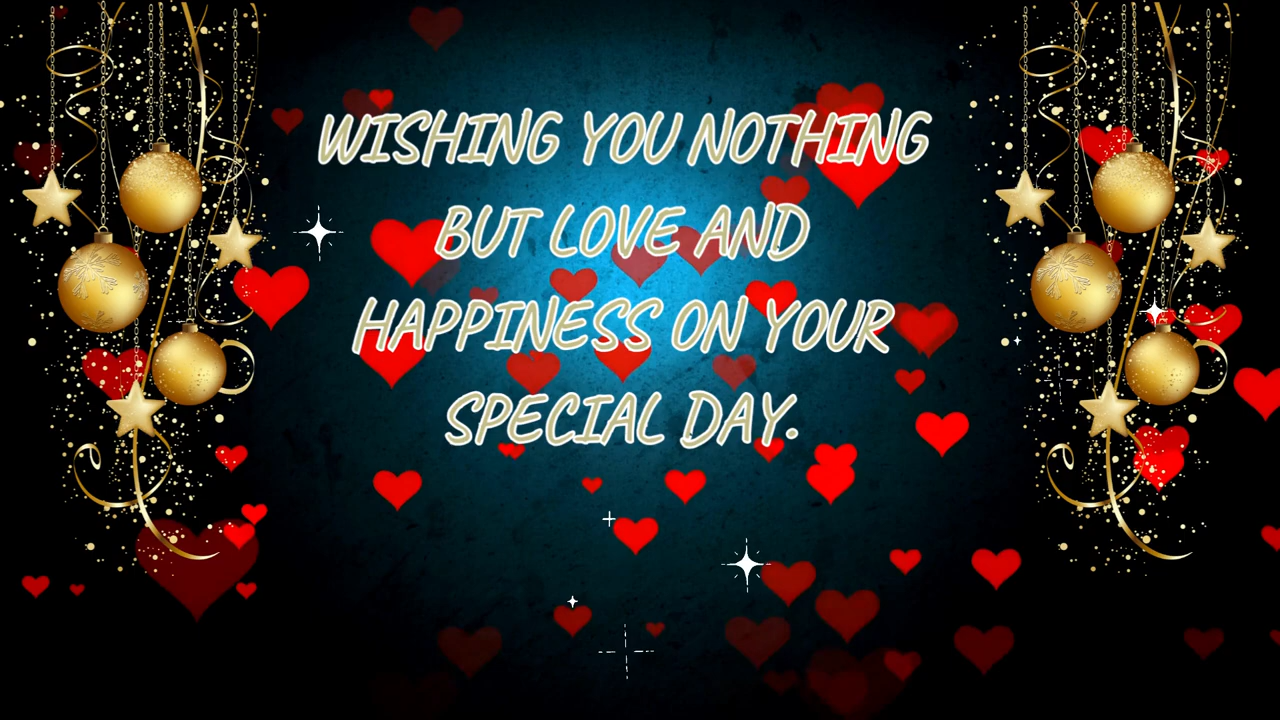 WISHING YOU NOTHING
BUT LOVE AND
HAPPINESS ON YOUR
SPECIAL DAY.